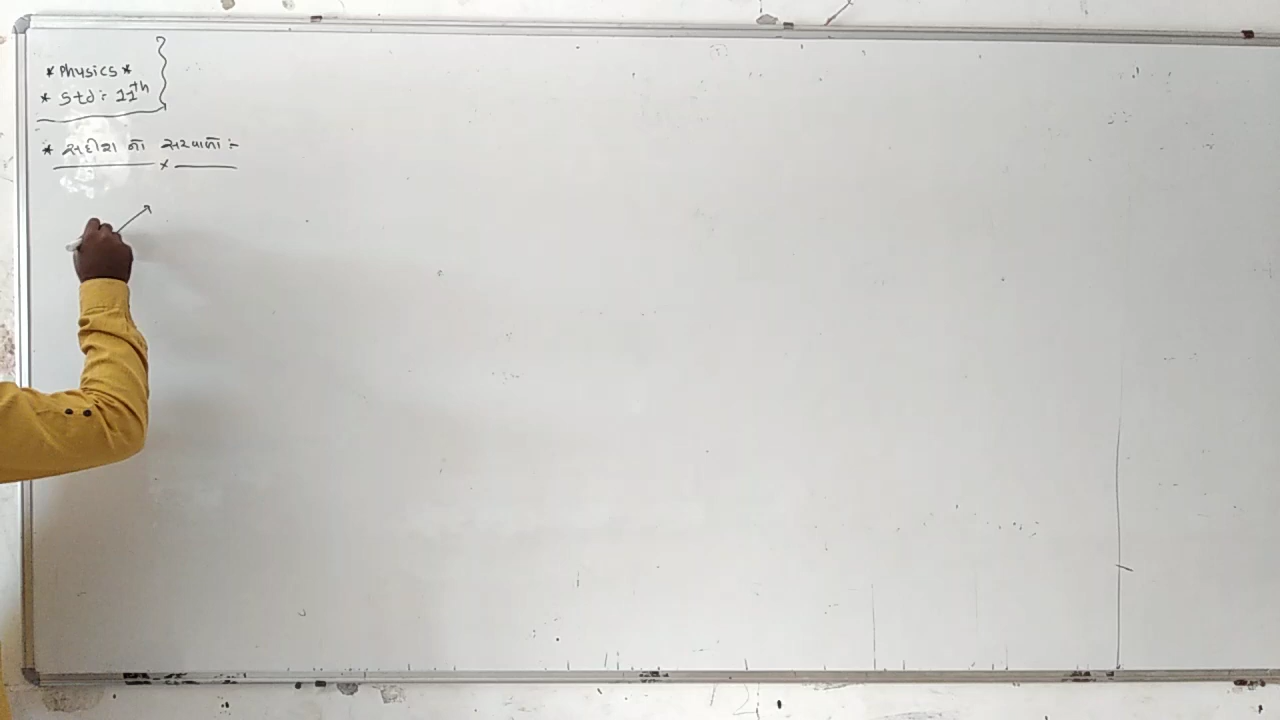 * Physics *
* Std : 11th
* સદીશ નો સરવાળો :-